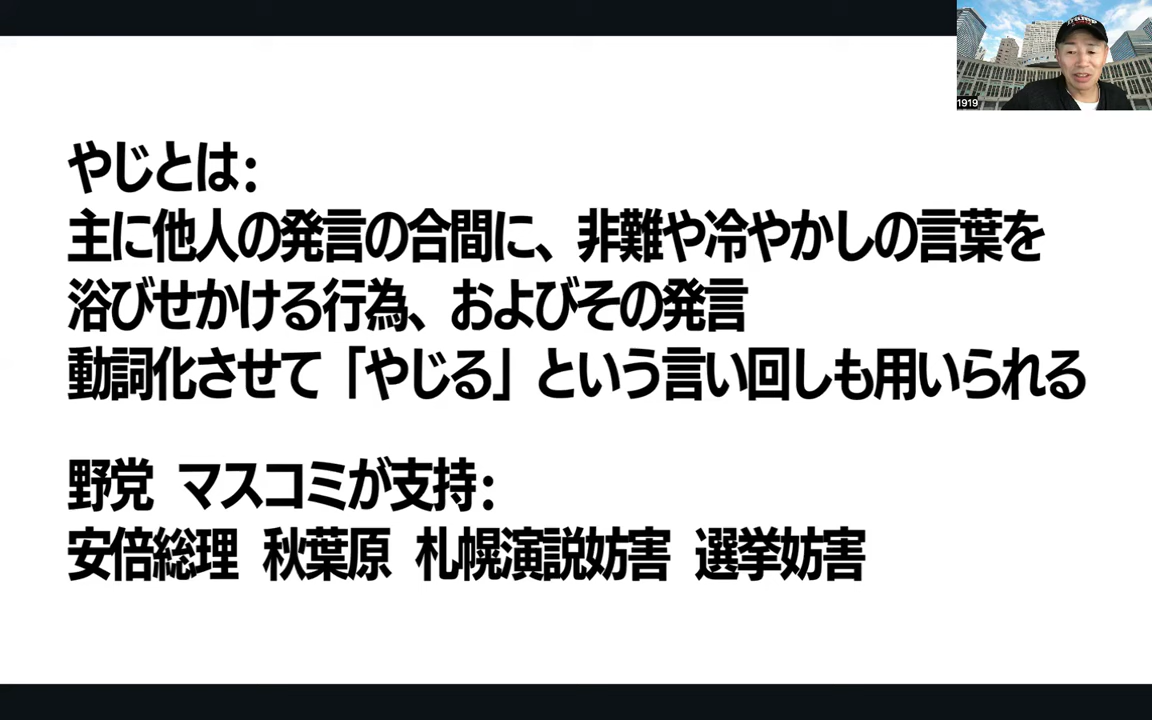 やじとは:
主に他人の発言の合間に、非難や冷やかしの言葉を
浴びせかける行為、およびその発言
動詞化させて「やじる」という言い回しも用いられる
野党 マスコミが支持:
安倍総理 秋葉原 札幌演説妨害 選挙妨害
1919